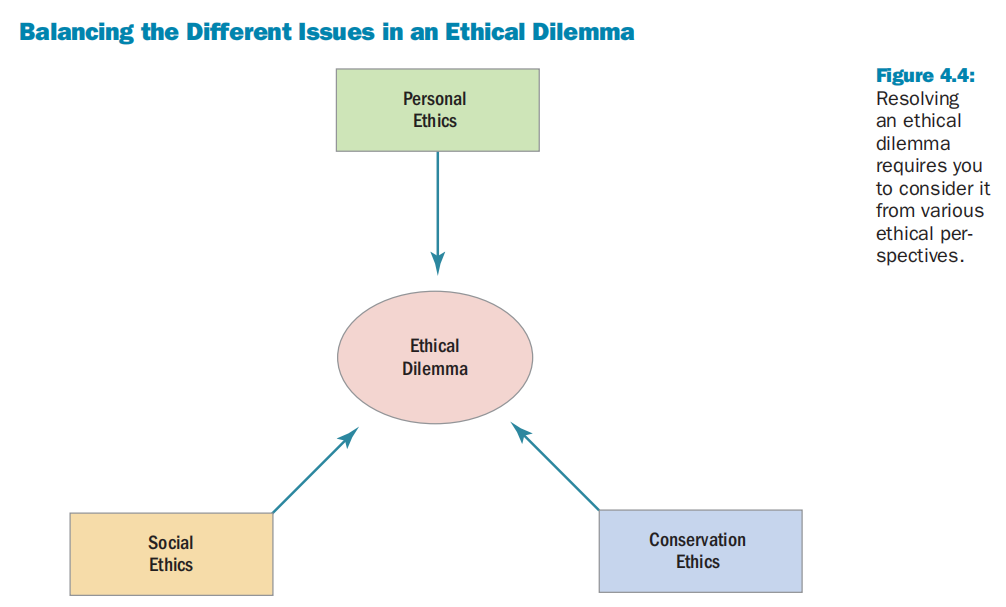 Balancing the Different Issues in an Ethical Dilemma
Personal
Ethics
Figure 4.4:
Resolving
an ethical
dilemma
requires you
to consider it
from various
ethical per-
spectives.
Ethical
Dilemma
Social
Ethics
Conservation
Ethics